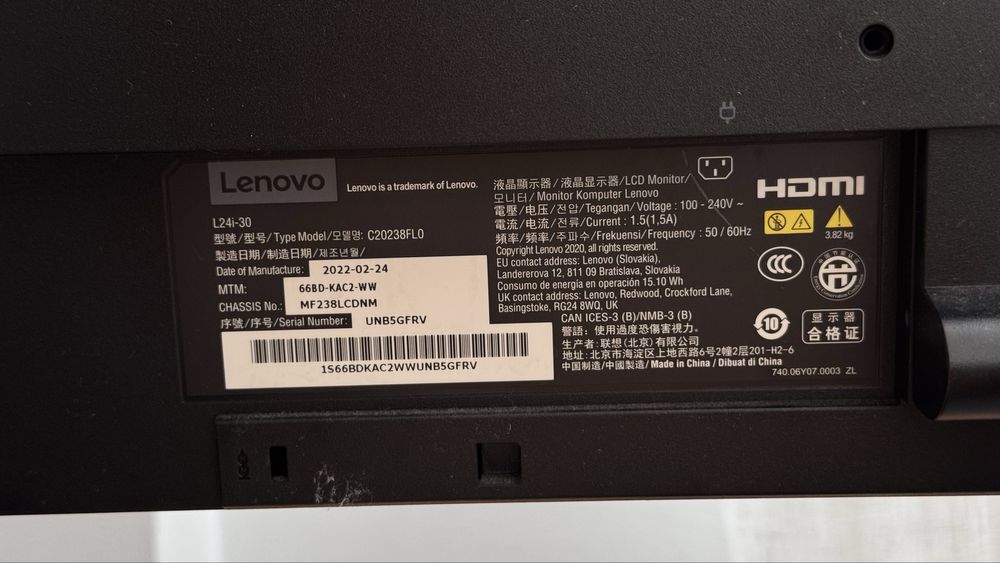 Lenovo
Lenovo is a trademark of Lenovo.
L24i-30
型號/型号/Type Model/모델명: C20238FL0
製造日期/制造日期/제조년월/
Date of Manufacture: 2022-02-24
MTM: 66BD-KAC2-WW
CHASSIS No.: MF238LCDNM
序號/序号/Serial Number: UNB5GFRV
1S66BDKAC2WWUNB5GFRV
液晶顯示器/液晶显示器/LCD Monitor/
모니터/Monitor Komputer Lenovo
電壓/电压/전압/Tegangan/Voltage : 100 - 240V ~
電流/电流/전류/Current : 1.5(1,5A)
頻率/频率/주파수/Frekuensi/Frequency : 50 / 60Hz
Copyright Lenovo 2020, all rights reserved.
EU contact address: Lenovo (Slovakia),
Landererova 12, 811 09 Bratislava, Slovakia
Consumo de energía en operación 15.10 Wh
UK contact address: Lenovo, Redwood, Crockford Lane,
Basingstoke, RG24 8WQ, UK
CAN ICES-3 (B)/NMB-3 (B)
警語: 使用過度恐傷害視力。
生产者: 联想(北京)有限公司
地址: 北京市海淀区上地西路6号2幢2层201-H2-6
中国制造/中國製造/Made in China / Dibuat di China
HDMI
3.82 kg
CCC
10
显示器
合格证
740.06Y07.0003 ZL